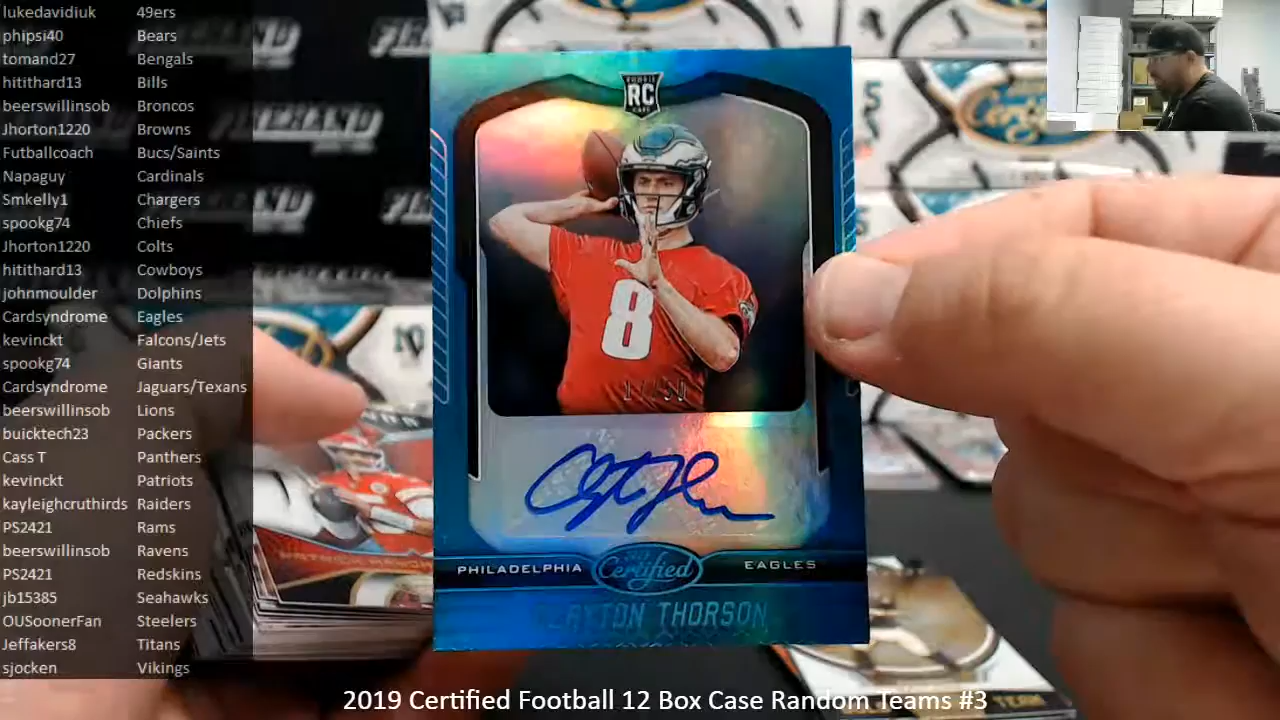 lukedavidiuk 49ers
phipsi40 Bears
tomand27 Bengals
hitithard13 Bills
beerswillinsob Broncos
Jhorton1220 Browns
Futballcoach Bucs/Saints
Napaguy Cardinals
Smkelly1 Chargers
spookg74 Chiefs
Jhorton1220 Colts
hitithard13 Cowboys
johnmoulder Dolphins
Cardsyndrome Eagles
kevinckt Falcons/Jets
spookg74 Giants
Cardsyndrome Jaguars/Texans
beerswillinsob Lions
buicktech23 Packers
Cass T Panthers
kevinckt Patriots
kayleighcruthirds Raiders
PS2421 Rams
beerswillinsob Ravens
PS2421 Redskins
jb15385 Seahawks
OUSoonerFan Steelers
Jeffakers8 Titans
sjocken Vikings
RC
8
PHILADELPHIA
Certified
EAGLES
CLAYTON THORSON
TEAM
2019 Certified Football 12 Box Case Random Teams #3